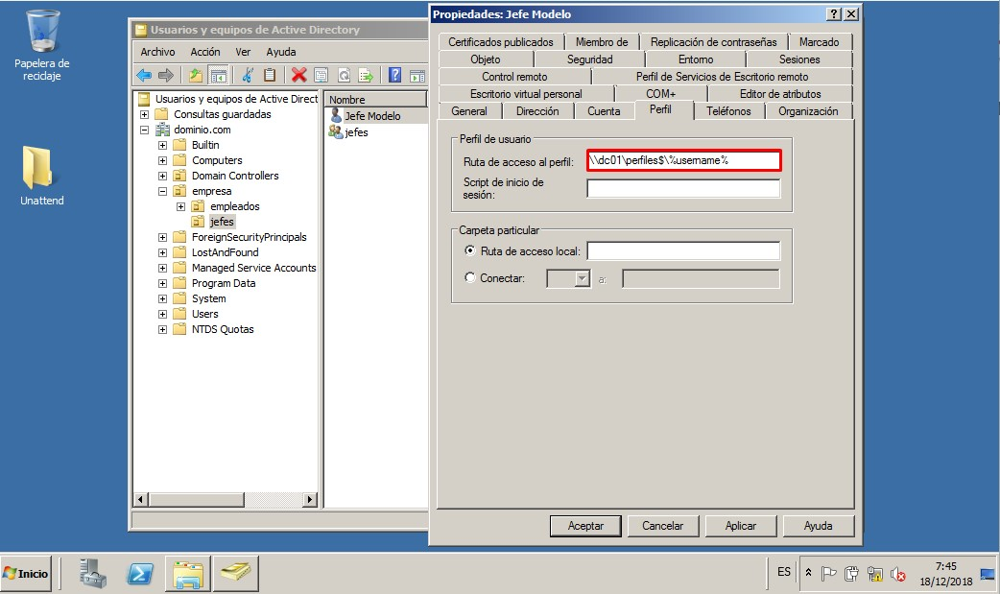 Papelera de
reciclaje
Unattend
Usuarios y equipos de Active Directory
Archivo Acción Ver Ayuda
Usuarios y equipos de Active Direct
Consultas guardadas
dominio.com
Builtin
Computers
Domain Controllers
empresa
empleados
jefes
ForeignSecurityPrincipals
LostAndFound
Managed Service Accounts
Program Data
System
Users
NTDS Quotas
Nombre
Jefe Modelo
jefes
Propiedades: Jefe Modelo
Certificados publicados Miembro de Replicación de contraseñas Marcado
Objeto Seguridad Entorno Sesiones
Control remoto Perfil de Servicios de Escritorio remoto
Escritorio virtual personal COM+ Editor de atributos
General Dirección Cuenta Perfil Teléfonos Organización
Perfil de usuario
Ruta de acceso al perfil: \\dc01\perfiles$\%username%
Script de inicio de
sesión:
Carpeta particular
Ruta de acceso local:
Conectar: a:
Aceptar Cancelar Aplicar Ayuda
Inicio
ES
7:45
18/12/2018